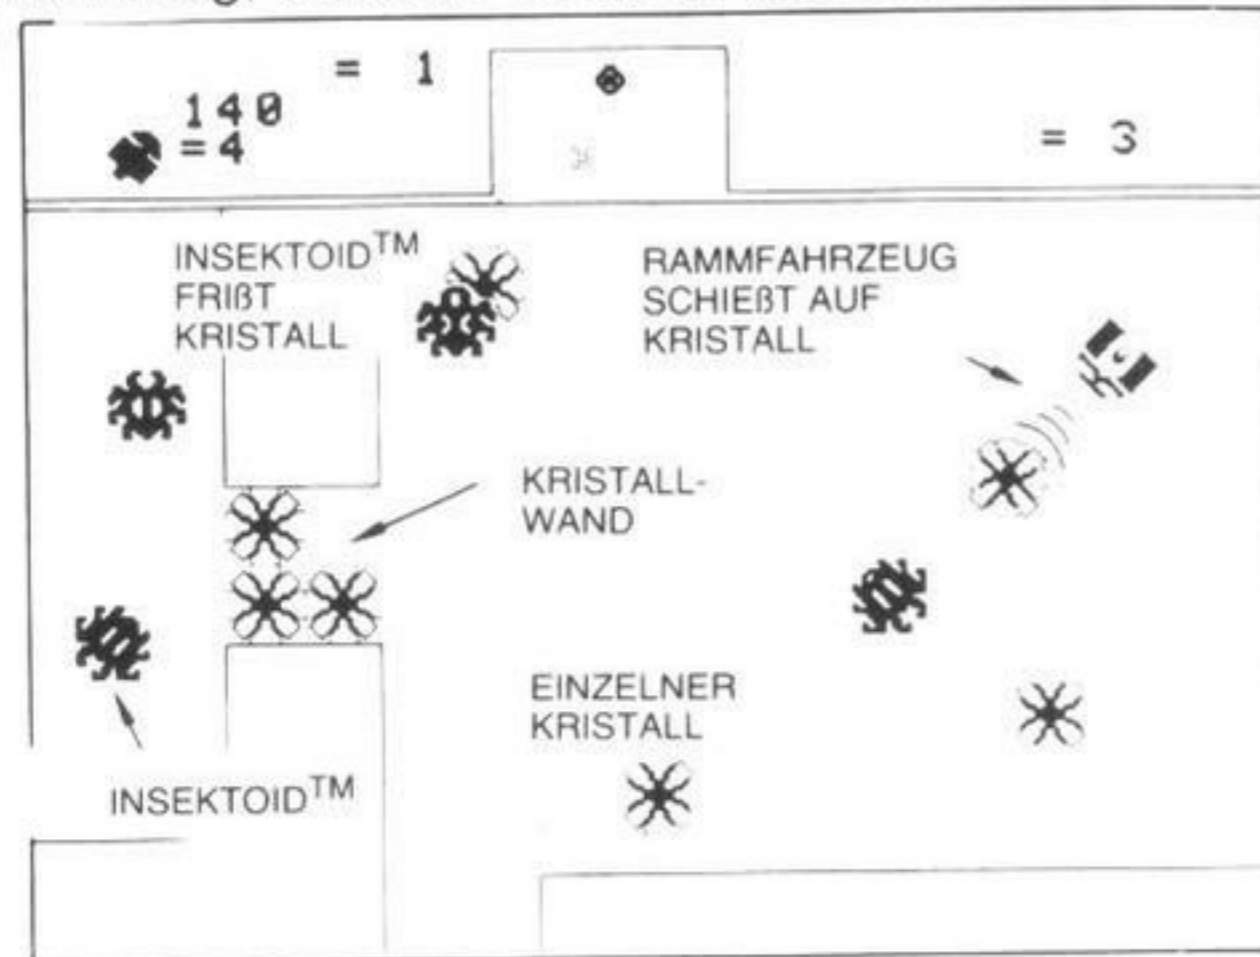 = 1
140
=4
= 3
INSEKTOID™
FRIßT
KRISTALL
RAMMFAHRZEUG
SCHIEßT AUF
KRISTALL
KRISTALL-
WAND
EINZELNER
KRISTALL
INSEKTOID™